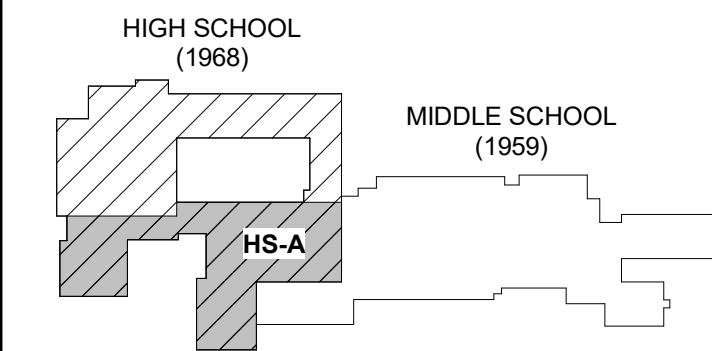 HIGH SCHOOL
(1968)
MIDDLE SCHOOL
(1959)
HS-A